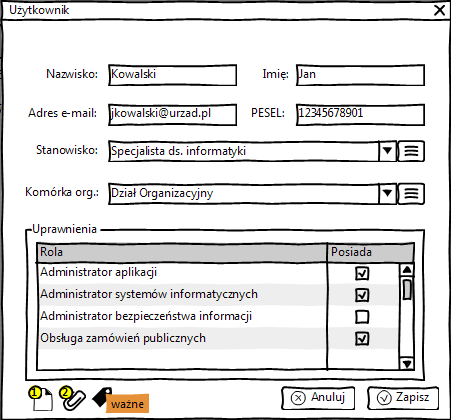 Użytkownik
Nazwisko: Kowalski Imię: Jan
Adres e-mail: jkowalski@urzad.pl PESEL: 12345678901
Stanowisko: Specjalista ds. informatyki
Komórka org.: Dział Organizacyjny
Uprawnienia
Rola Posiada
Administrator aplikacji
Administrator systemów informatycznych
Administrator bezpieczeństwa informacji
Obsługa zamówień publicznych
1 2 ważne Anuluj Zapisz